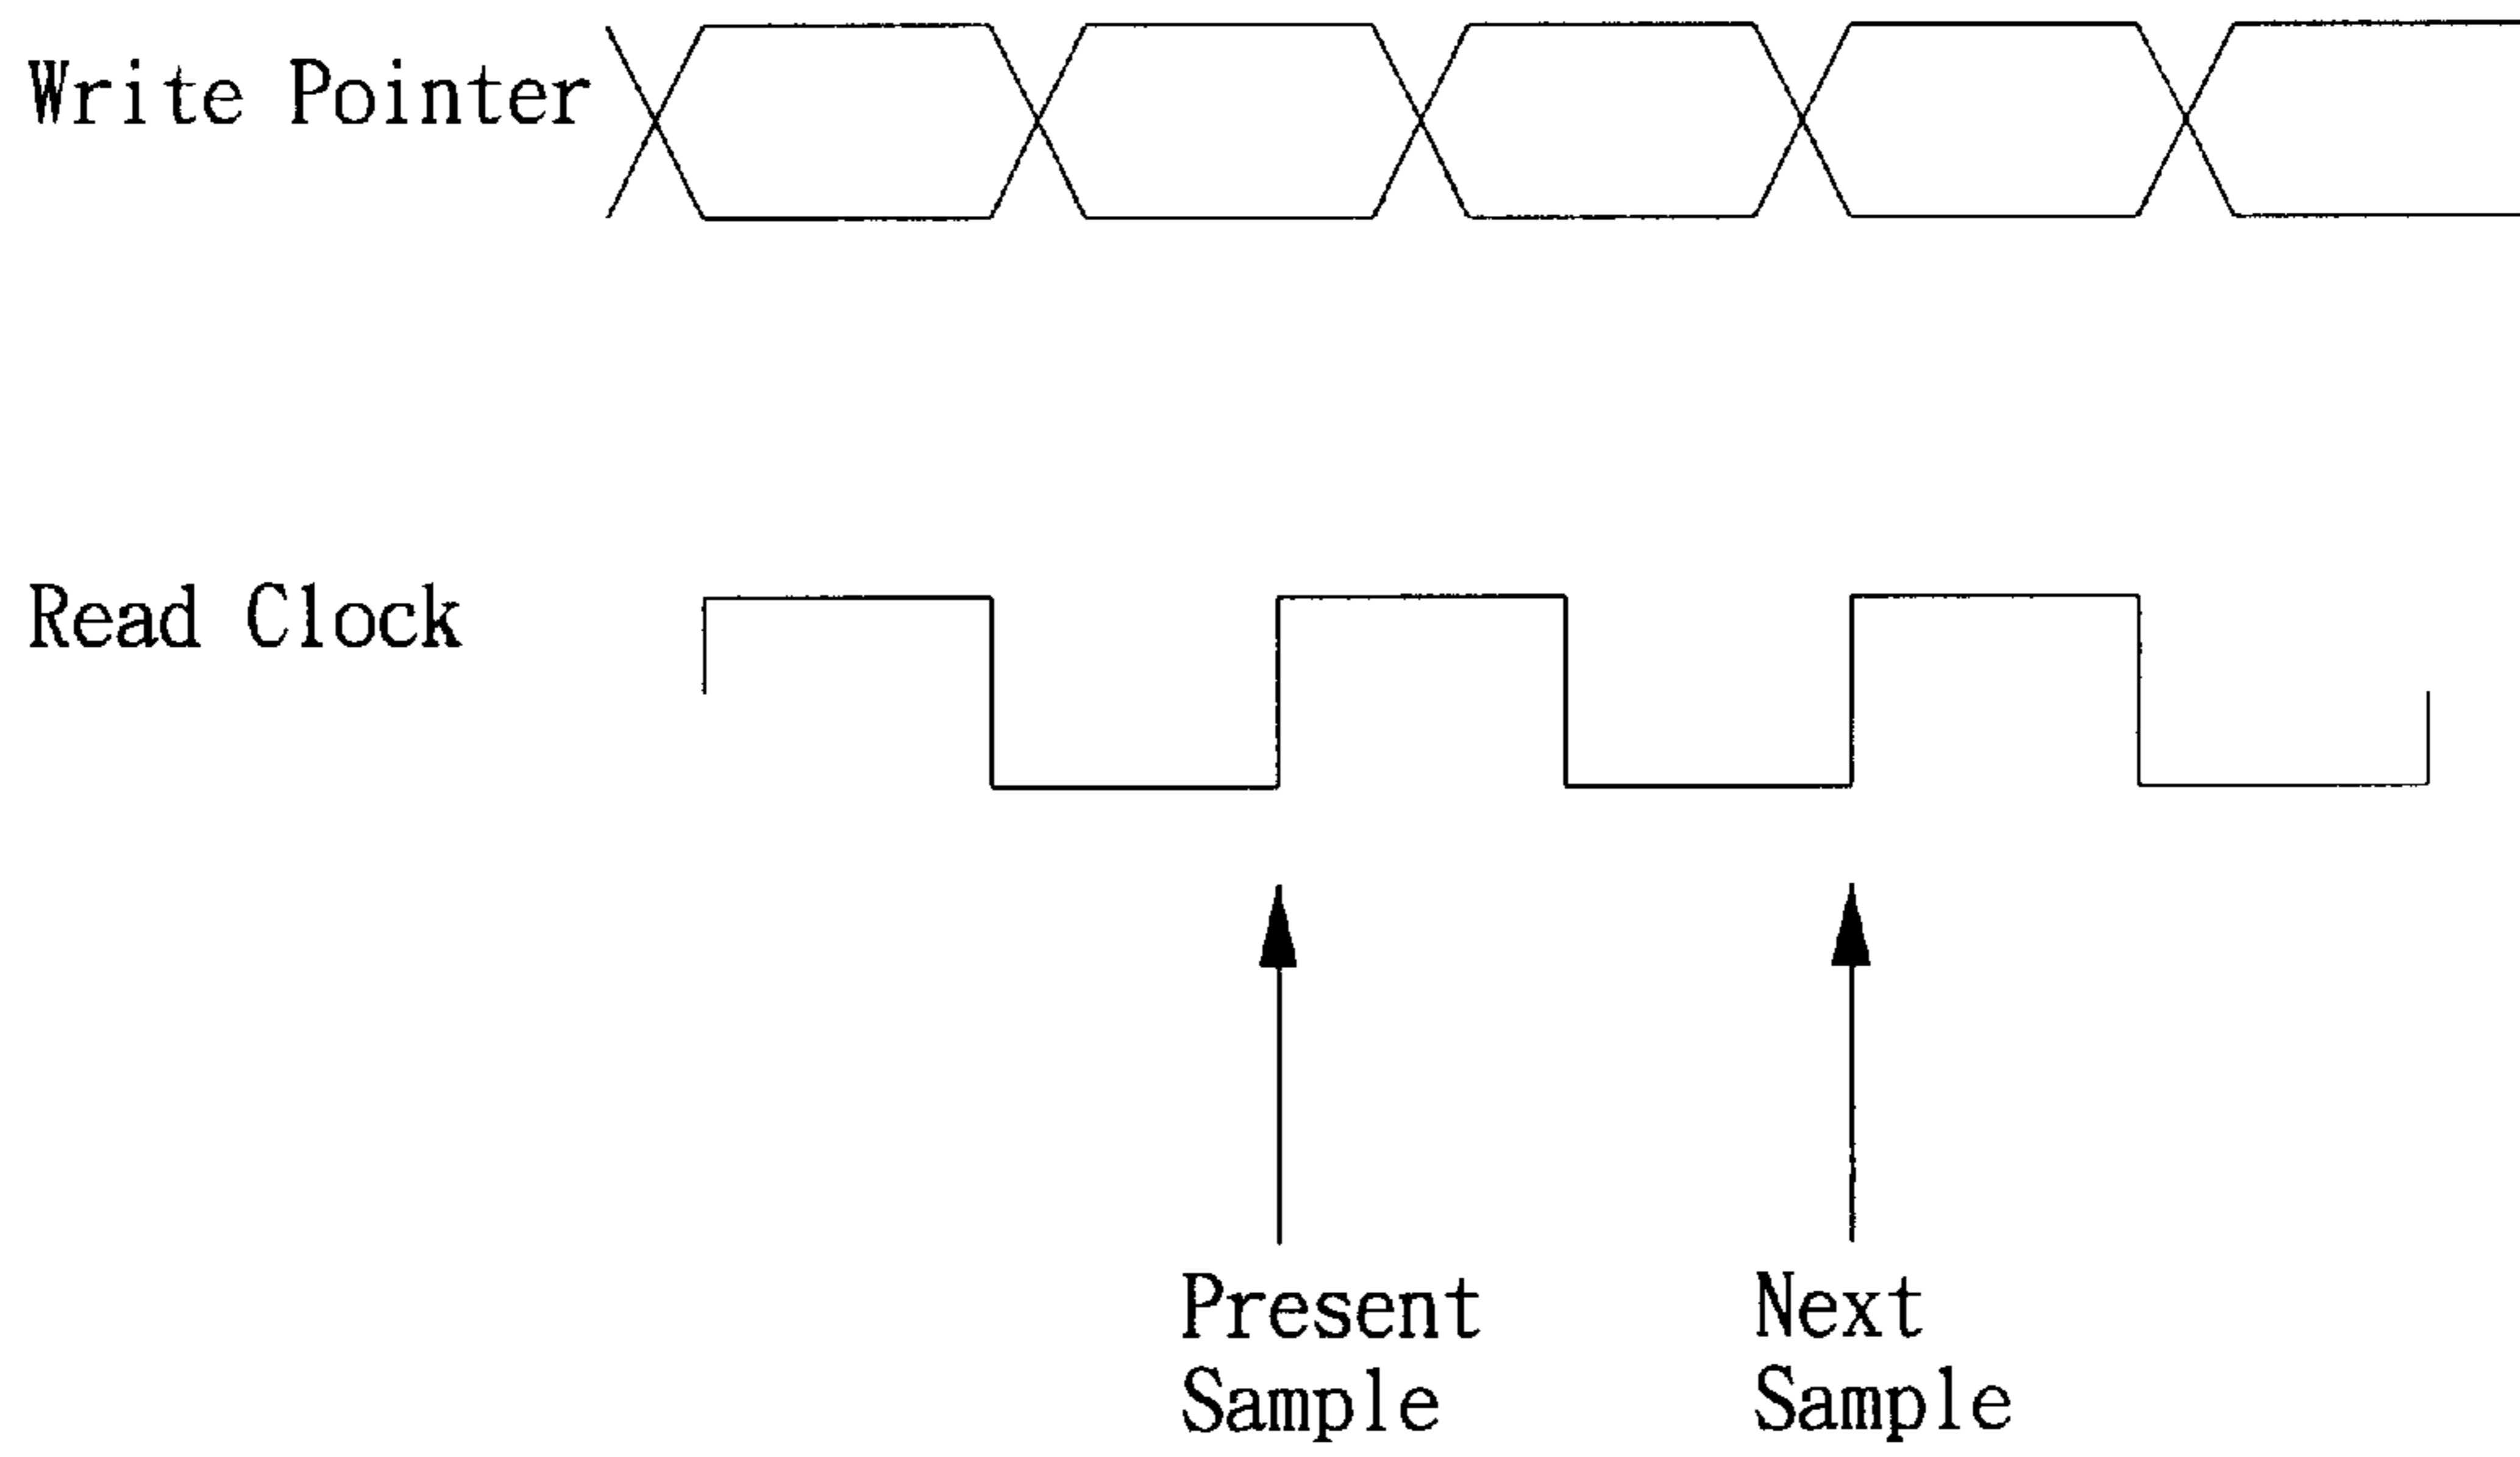 Write Pointer
Read Clock
Present
Sample
Next
Sample